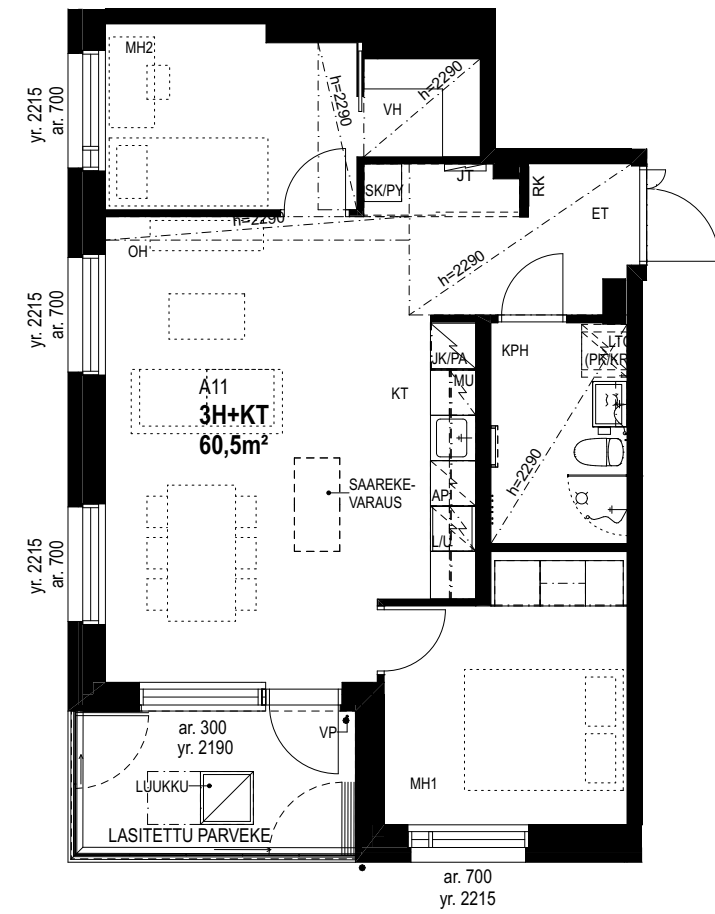 MH2
h=2290
h=2290
VH
yr. 2215
ar. 700
SK/PY
JT
RK
ET
h=2290
OH
h=2290
yr. 2215
ar. 700
KPH
LTO
(PK/KR)
JK/PA
MU
A11
3H+KT
60,5m²
KT
h=2290
SAAREKE-
VARAUS
AP
L/U
yr. 2215
ar. 700
ar. 300
yr. 2190
VP
LUUKKU
MH1
LASITETTU PARVEKE
ar. 700
yr. 2215